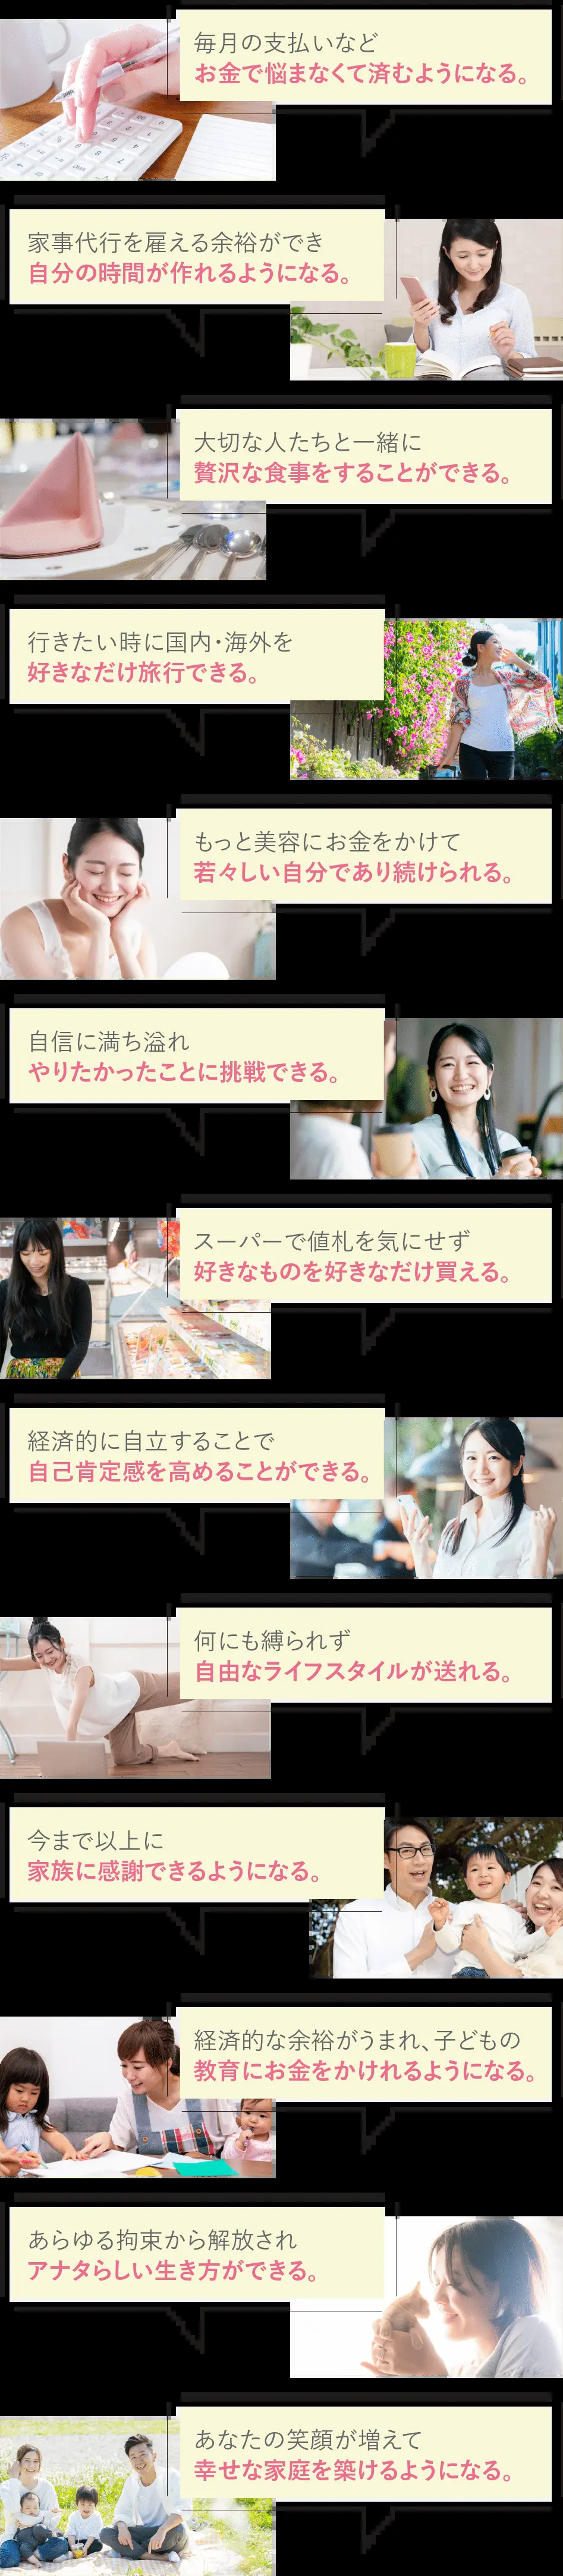 毎月の支払いなど
お金で悩まなくて済むようになる。
家事代行を雇える余裕ができ
自分の時間が作れるようになる。
大切な人たちと一緒に
贅沢な食事をすることができる。
行きたい時に国内・海外を
好きなだけ旅行できる。
もっと美容にお金をかけて
若々しい自分であり続けられる。
自信に満ち溢れ
やりたかったことに挑戦できる。
スーパーで値札を気にせず
好きなものを好きなだけ買える。
経済的に自立することで
自己肯定感を高めることができる。
何にも縛られず
自由なライフスタイルが送れる。
今まで以上に
家族に感謝できるようになる。
経済的な余裕がうまれ、子どもの
教育にお金をかけれるようになる。
あらゆる拘束から解放され
アナタらしい生き方ができる。
あなたの笑顔が増えて
幸せな家庭を築けるようになる。